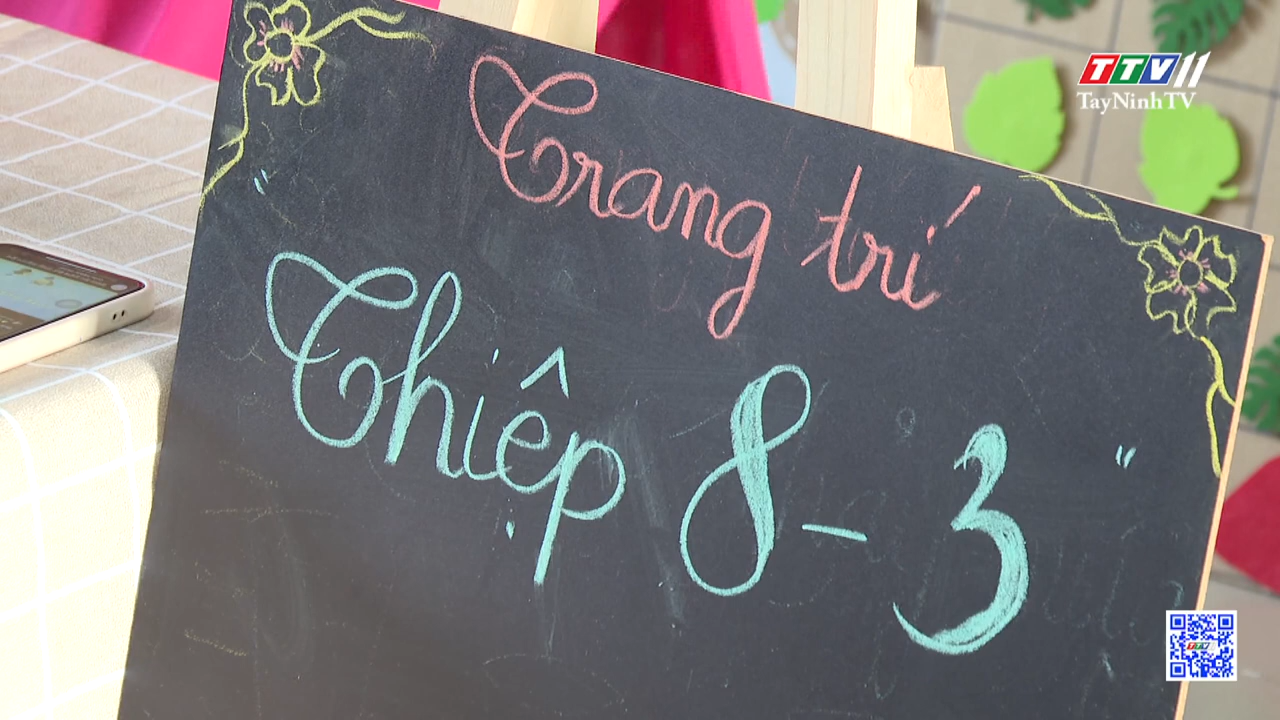 TTV11
TayNinhTV
" Trang trí
Thiệp 8-3 "